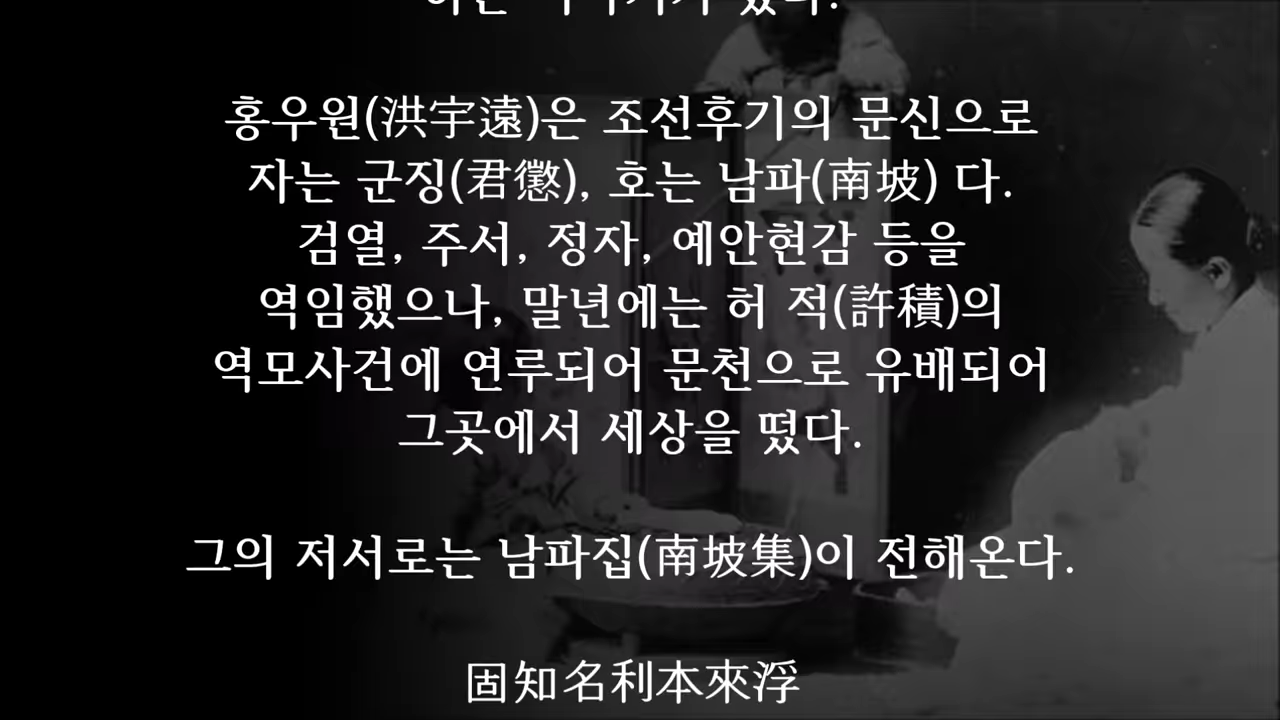 홍우원(洪宇遠)은 조선후기의 문신으로
자는 군징(君懲), 호는 남파(南坡) 다.
검열, 주서, 정자, 예안현감 등을
역임했으나, 말년에는 허 적(許積)의
역모사건에 연루되어 문천으로 유배되어
그곳에서 세상을 떴다.
그의 저서로는 남파집(南坡集)이 전해온다.
固知名利本來浮